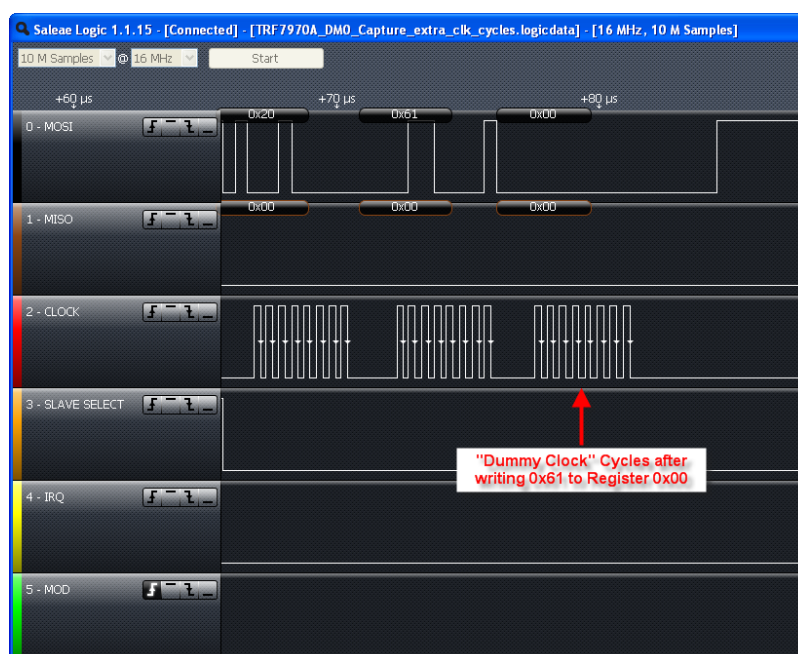 Saleae Logic 1.1.15 - [Connected] - [TRF7970A_DM0_Capture_extra_clk_cycles.logicdata] - [16 MHz, 10 M Samples]
10 M Samples @ 16 MHz Start
+60 µs +70 µs +80 µs
0x20 0x61 0x00
0 - MOSI
0x00 0x00 0x00
1 - MISO
2 - CLOCK
3 - SLAVE SELECT
"Dummy Clock" Cycles after
writing 0x61 to Register 0x00
4 - IRQ
5 - MOD